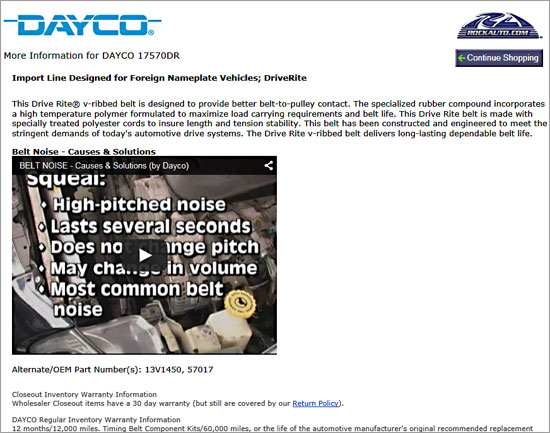 DAYCO®
RA
ROCKAUTO.COM™
More Information for DAYCO 17570DR
Continue Shopping
Import Line Designed for Foreign Nameplate Vehicles; DriveRite
This Drive Rite® v-ribbed belt is designed to provide better belt-to-pulley contact. The specialized rubber compound incorporates
a high temperature polymer formulated to maximize load carrying requirements and belt life. This Drive Rite belt is made with
specially treated polyester cords to insure length and tension stability. This belt has been constructed and engineered to meet the
stringent demands of today's automotive drive systems. The Drive Rite v-ribbed belt delivers long-lasting dependable belt life.
Belt Noise - Causes & Solutions
BELT NOISE - Causes & Solutions (by Dayco)
Squeal:
• High-pitched noise
• Lasts several seconds
• Does not change pitch
• May change in volume
• Most common belt
noise
Alternate/OEM Part Number(s): 13V1450, 57017
Closeout Inventory Warranty Information
Wholesaler Closeout items have a 30 day warranty (but still are covered by our Return Policy).
DAYCO Regular Inventory Warranty Information
12 months/12,000 miles. Timing Belt Component Kits/60,000 miles, or the life of the automotive manufacturer's original recommended replacement